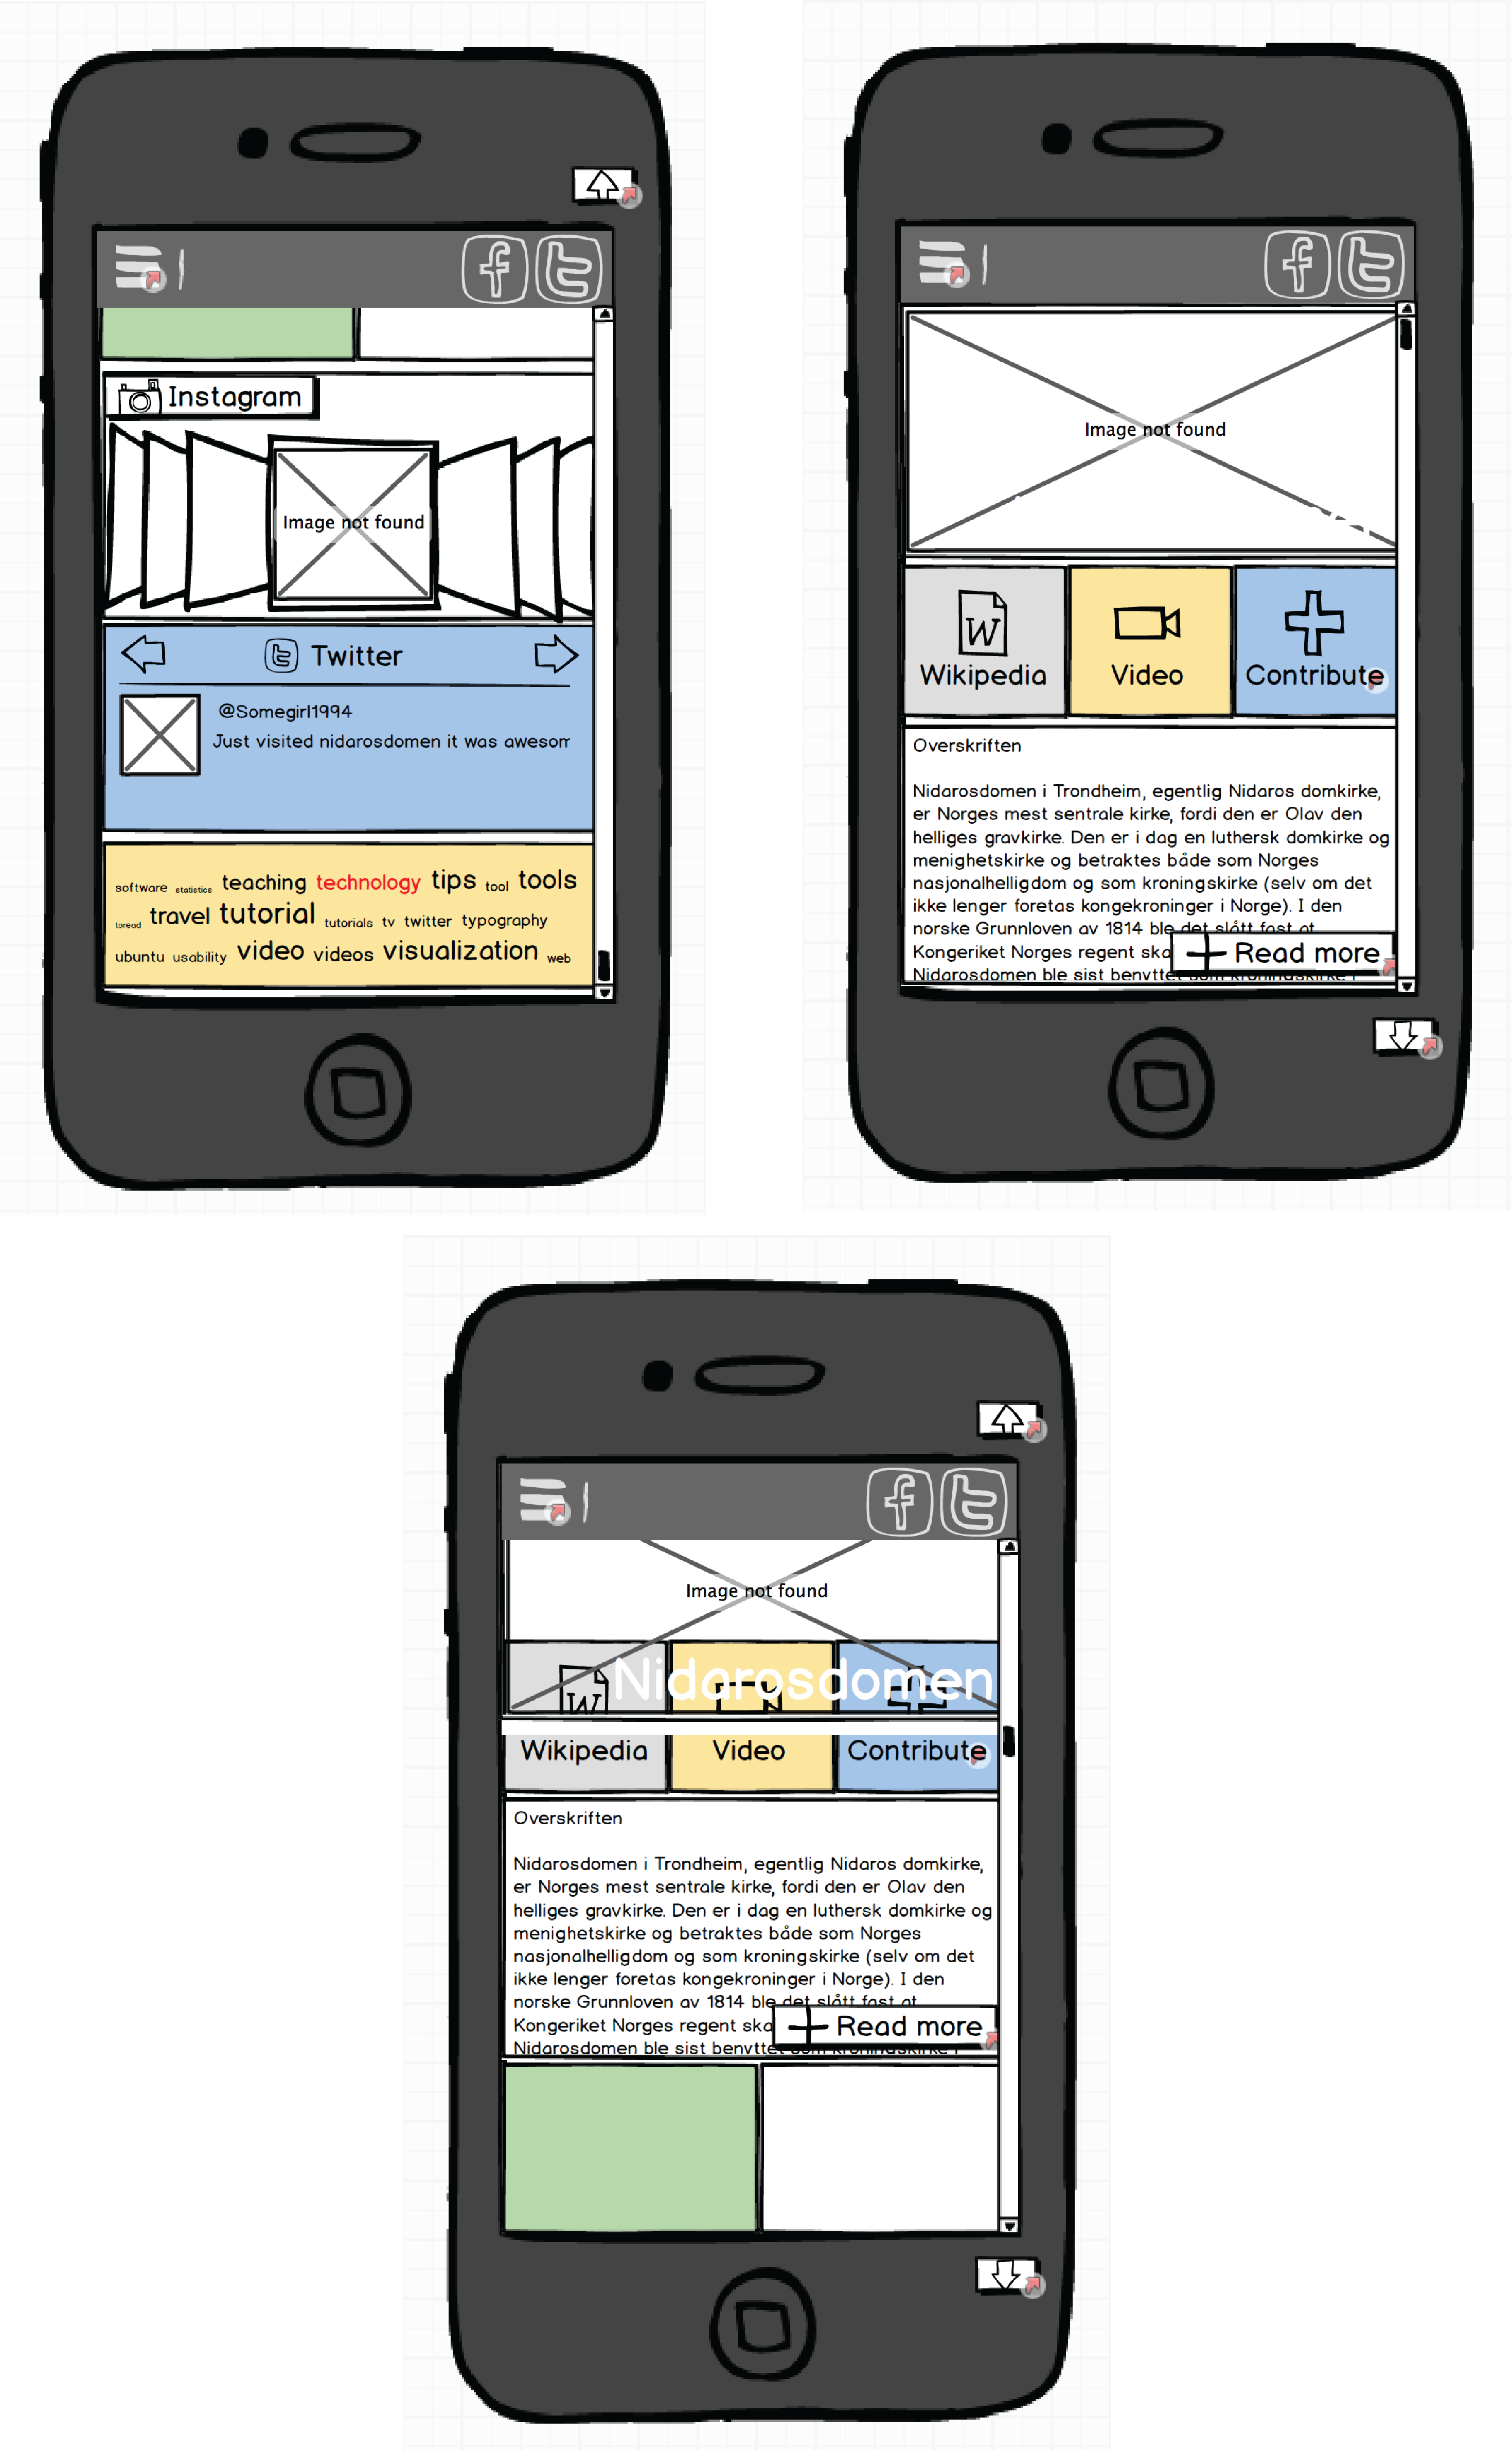 Instagram
Image not found
Twitter
@Somegirl1994
Just visited nidarosdomen it was awesom
software statistics teaching technology tips tool tools
toread travel tutorial tutorials tv twitter typography
ubuntu usability video videos visualization web
Image not found
W
Wikipedia Video Contribute
Overskriften
Nidarosdomen i Trondheim, egentlig Nidaros domkirke,
er Norges mest sentrale kirke, fordi den er Olav den
helliges gravkirke. Den er i dag en luthersk domkirke og
menighetskirke og betraktes både som Norges
nasjonalhelligdom og som kroningskirke (selv om det
ikke lenger foretas kongekroninger i Norge). I den
norske Grunnloven av 1814 ble det slått fast at
Kongeriket Norges regent ska
Read more
Nidarosdomen ble sist benyttet som kroningskirke i
Image not found
W
Nidarosdomen
Wikipedia Video Contribute
Overskriften
Nidarosdomen i Trondheim, egentlig Nidaros domkirke,
er Norges mest sentrale kirke, fordi den er Olav den
helliges gravkirke. Den er i dag en luthersk domkirke og
menighetskirke og betraktes både som Norges
nasjonalhelligdom og som kroningskirke (selv om det
ikke lenger foretas kongekroninger i Norge). I den
norske Grunnloven av 1814 ble det slått fast at
Kongeriket Norges regent ska
Read more
Nidarosdomen ble sist benyttet som kroningskirke i